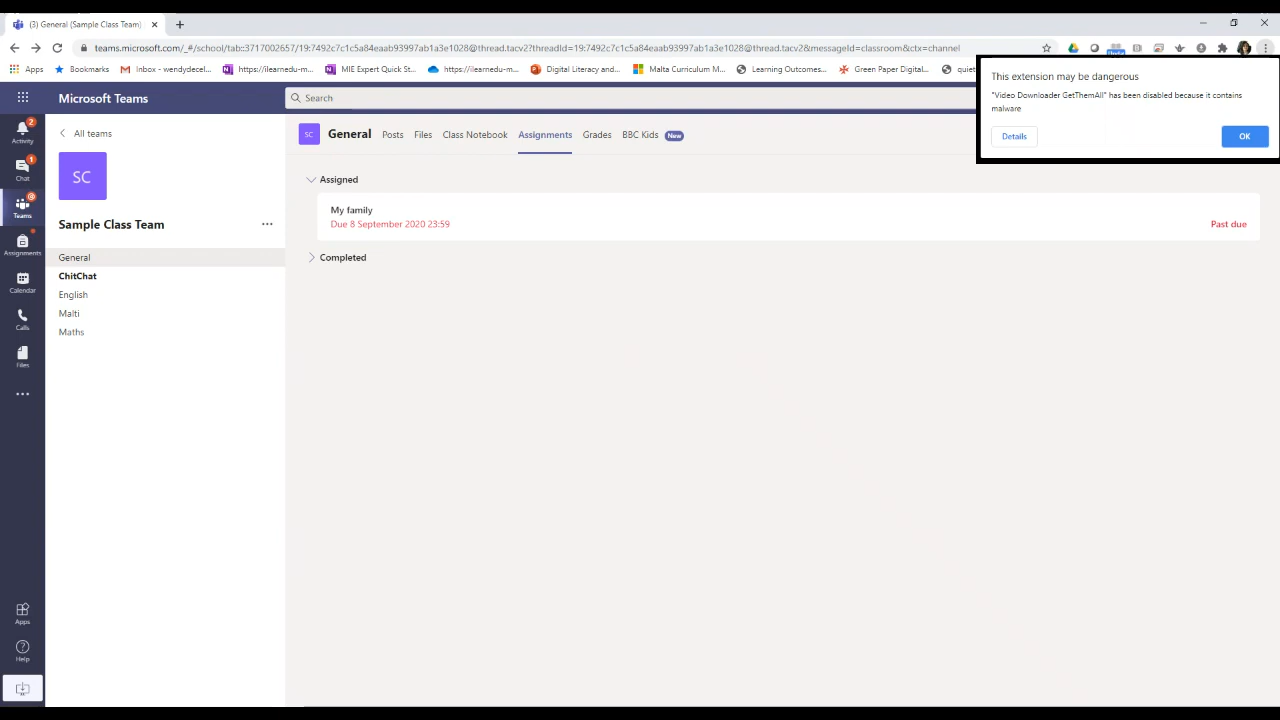 (3) General (Sample Class Team)
teams.microsoft.com/_#/school/tab:3717002657/19:7492c7c1c5a84eaab93997ab1a3e1028@thread.tacv2?threadId=19:7492c7c1c5a84eaab93997ab1a3e1028@thread.tacv2&messageId=classroom&ctx=channel
Apps Bookmarks Inbox - wendydecel... https://ilearnedu-m... MIE Expert Quick St... https://ilearnedu-m... Digital Literacy and... Malta Curriculum M... Learning Outcomes... Green Paper Digital... quiet
This extension may be dangerous
"Video Downloader GetThemAll" has been disabled because it contains
malware
Details OK
Microsoft Teams
Search
Activity 2
Chat 1
Teams
Assignments
Calendar
Calls
Files
Apps
Help
All teams
SC
Sample Class Team
General
ChitChat
English
Malti
Maths
SC General Posts Files Class Notebook Assignments Grades BBC Kids New
Assigned
My family
Due 8 September 2020 23:59 Past due
Completed